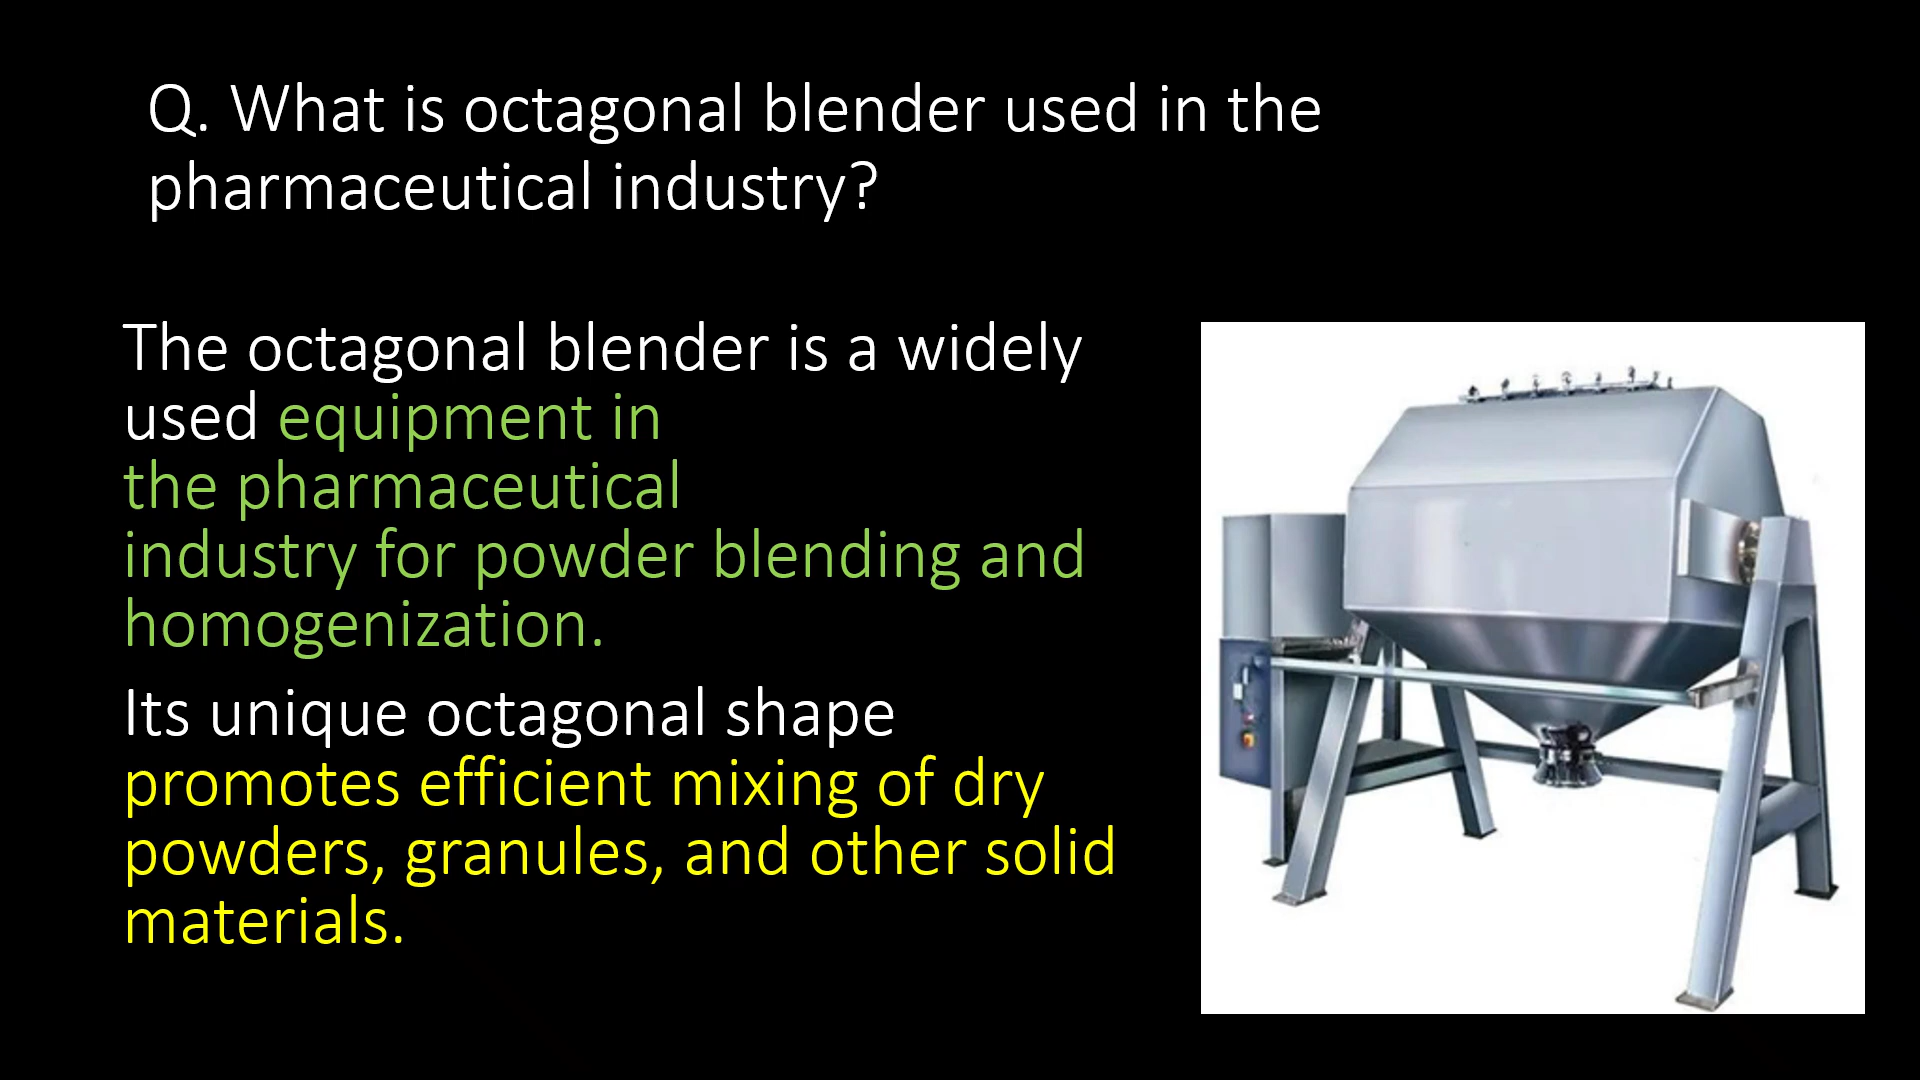 Q. What is octagonal blender used in the
pharmaceutical industry?
The octagonal blender is a widely
used equipment in
the pharmaceutical
industry for powder blending and
homogenization.
Its unique octagonal shape
promotes efficient mixing of dry
powders, granules, and other solid
materials.